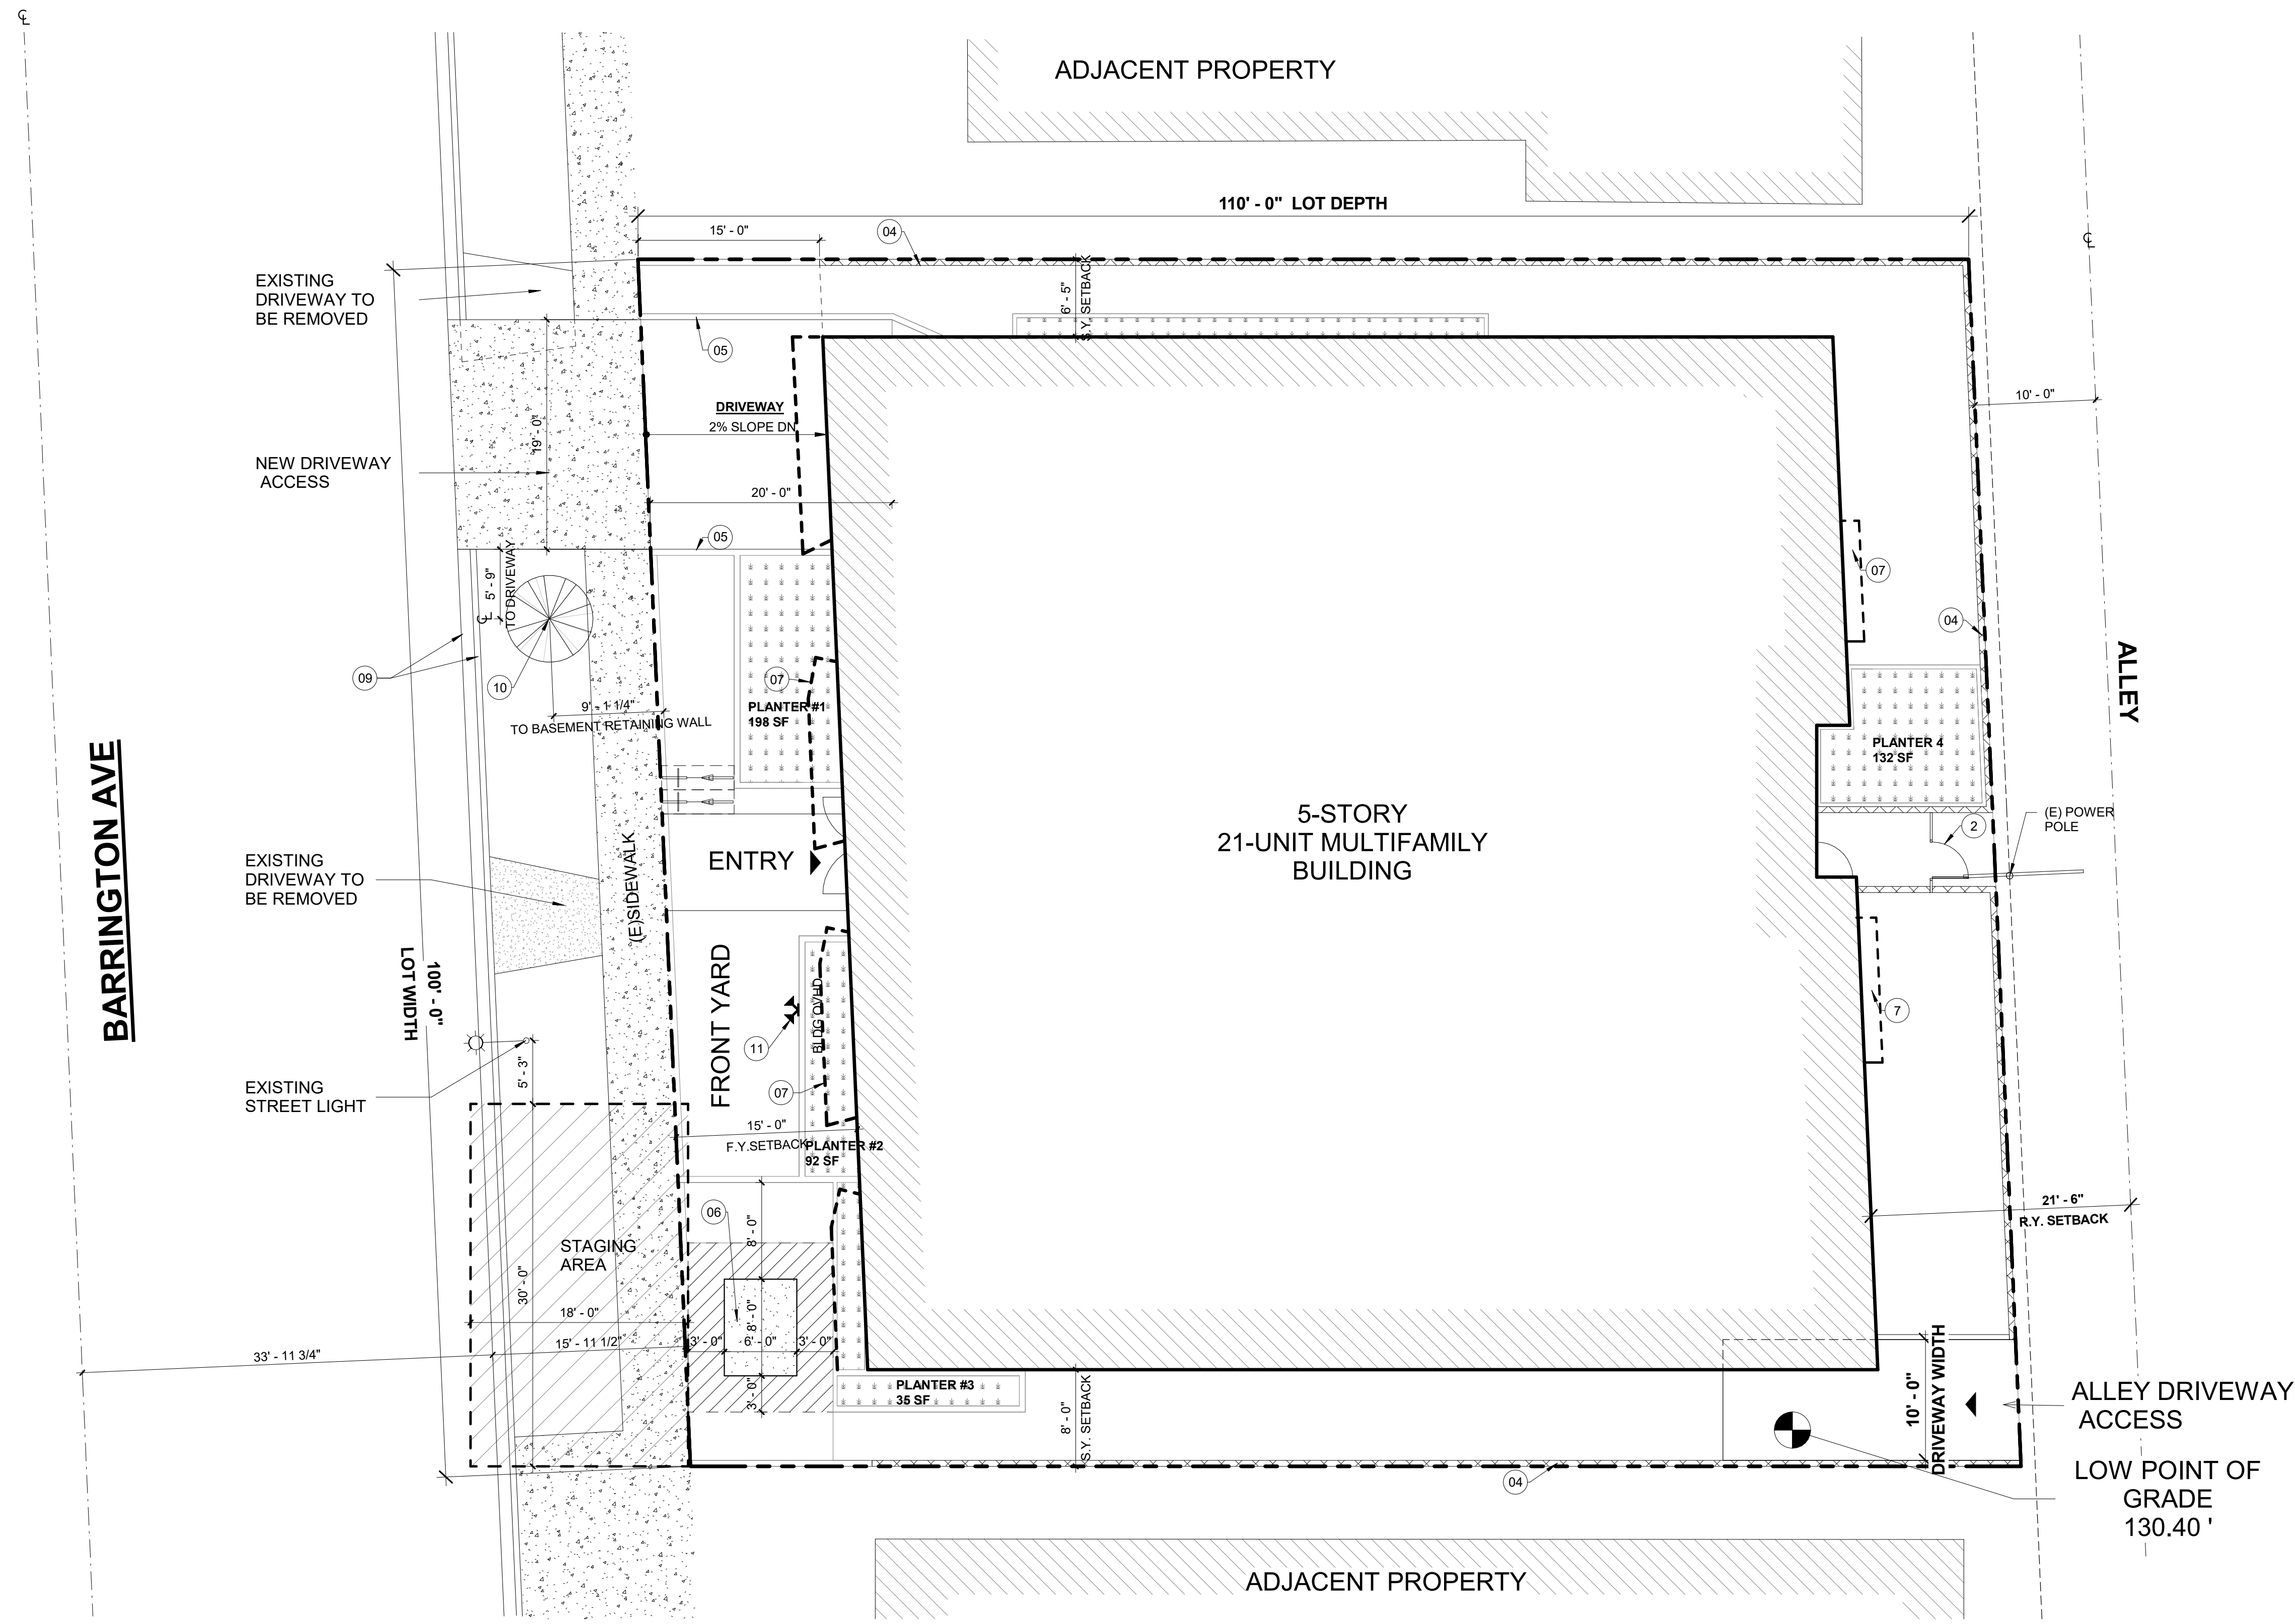 ℄
ADJACENT PROPERTY
110' - 0" LOT DEPTH
15' - 0"
04
℄
EXISTING
DRIVEWAY TO
BE REMOVED
6' - 5"
S.Y. SETBACK
05
10' - 0"
DRIVEWAY
2% SLOPE DN
19' - 0"
NEW DRIVEWAY
ACCESS
20' - 0"
05
5' - 9"
TO DRIVEWAY
℄
07
04
09
10
07
9' - 1 1/4"
TO BASEMENT RETAINING WALL
PLANTER #1
198 SF
ALLEY
PLANTER 4
132 SF
BARRINGTON AVE
5-STORY
21-UNIT MULTIFAMILY
BUILDING
2
(E) POWER
POLE
EXISTING
DRIVEWAY TO
BE REMOVED
(E)SIDEWALK
ENTRY
100' - 0"
LOT WIDTH
FRONT YARD
BLDG OVHD
11
7
EXISTING
STREET LIGHT
5' - 3"
07
15' - 0"
F.Y.SETBACK
PLANTER #2
92 SF
21' - 6"
R.Y. SETBACK
06
8' - 0"
STAGING
AREA
30' - 0"
18' - 0"
8' - 0"
15' - 11 1/2"
3' - 0"
6' - 0"
3' - 0"
33' - 11 3/4"
3' - 0"
PLANTER #3
35 SF
8' - 0"
S.Y. SETBACK
10' - 0"
DRIVEWAY WIDTH
ALLEY DRIVEWAY
ACCESS
04
LOW POINT OF
GRADE
130.40 '
ADJACENT PROPERTY